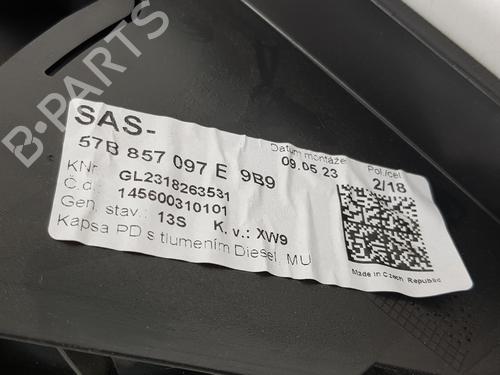 B-PARTS
SAS-
57B 857 097 E 9B9
Datum montáže:
09.05 23
Poř./cel.
2/18
KNr.
GL2318263531
Č.d.:
145600310101
Gen. stav.: 13S K. v.: XW9
Kapsa PD s tlumením Diesel, MU
Made in Czech Republic